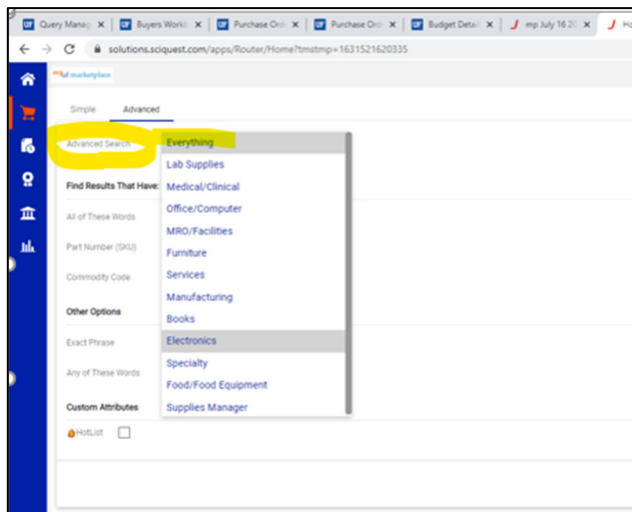 Query Manag
Buyers Workb
Purchase Ord
Purchase Ord
Budget Detail
mp July 16 20
Ho
solutions.sciquest.com/apps/Router/Home?tmstmp=1631521620335
marketplace
Simple Advanced
Advanced Search
Everything
Lab Supplies
Medical/Clinical
Office/Computer
MRO/Facilities
Furniture
Services
Manufacturing
Books
Electronics
Specialty
Food/Food Equipment
Supplies Manager
Find Results That Have:
All of These Words
Part Number (SKU)
Commodity Code
Other Options
Exact Phrase
Any of These Words
Custom Attributes
HotList